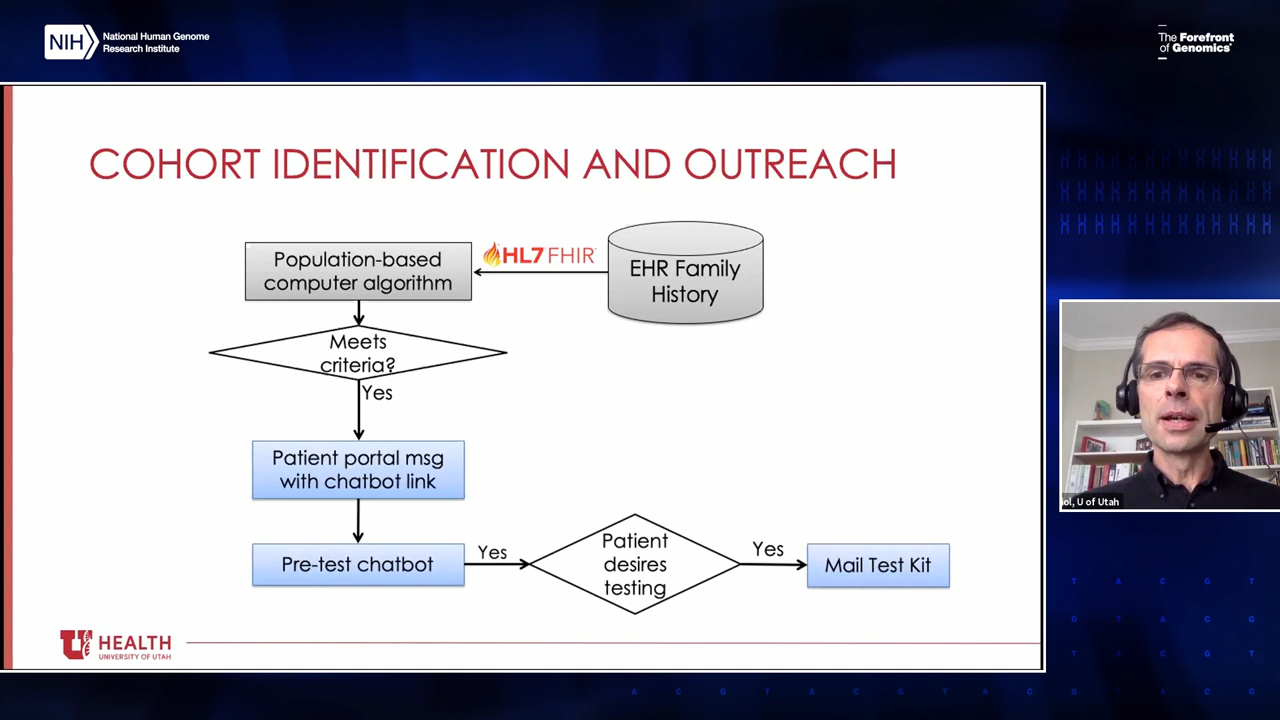 NIH
National Human Genome
Research Institute
The Forefront
of Genomics®
COHORT IDENTIFICATION AND OUTREACH
Population-based
computer algorithm
HL7 FHIR
EHR Family
History
Meets
criteria?
Yes
Patient portal msg
with chatbot link
Pre-test chatbot
Yes
Patient
desires
testing
Yes
Mail Test Kit
U HEALTH
UNIVERSITY OF UTAH
iol, U of Utah
T A C G T
G T A C G T
T A C G T
A C G T A C G T A C G T A C G T